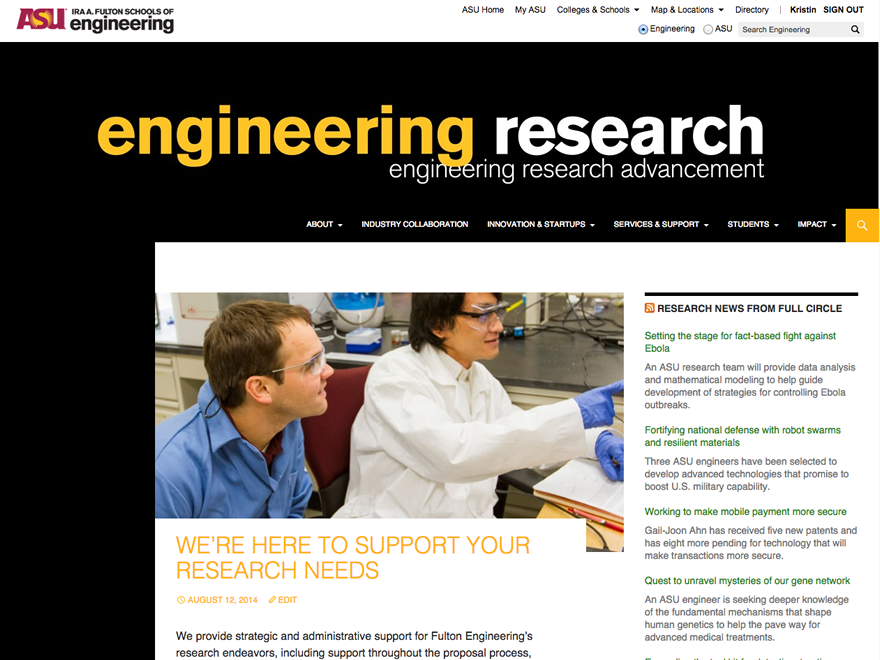 ASU IRA A. FULTON SCHOOLS OF
engineering
ASU Home My ASU Colleges & Schools Map & Locations Directory | Kristin SIGN OUT
Engineering ASU Search Engineering
engineering research
engineering research advancement
ABOUT INDUSTRY COLLABORATION INNOVATION & STARTUPS SERVICES & SUPPORT STUDENTS IMPACT
WE'RE HERE TO SUPPORT YOUR
RESEARCH NEEDS
AUGUST 12, 2014 EDIT
We provide strategic and administrative support for Fulton Engineering's
research endeavors, including support throughout the proposal process,
RESEARCH NEWS FROM FULL CIRCLE
Setting the stage for fact-based fight against
Ebola
An ASU research team will provide data analysis
and mathematical modeling to help guide
development of strategies for controlling Ebola
outbreaks.
Fortifying national defense with robot swarms
and resilient materials
Three ASU engineers have been selected to
develop advanced technologies that promise to
boost U.S. military capability.
Working to make mobile payment more secure
Gail-Joon Ahn has received five new patents and
has eight more pending for technology that will
make transactions more secure.
Quest to unravel mysteries of our gene network
An ASU engineer is seeking deeper knowledge
of the fundamental mechanisms that shape
human genetics to help the pave way for
advanced medical treatments.